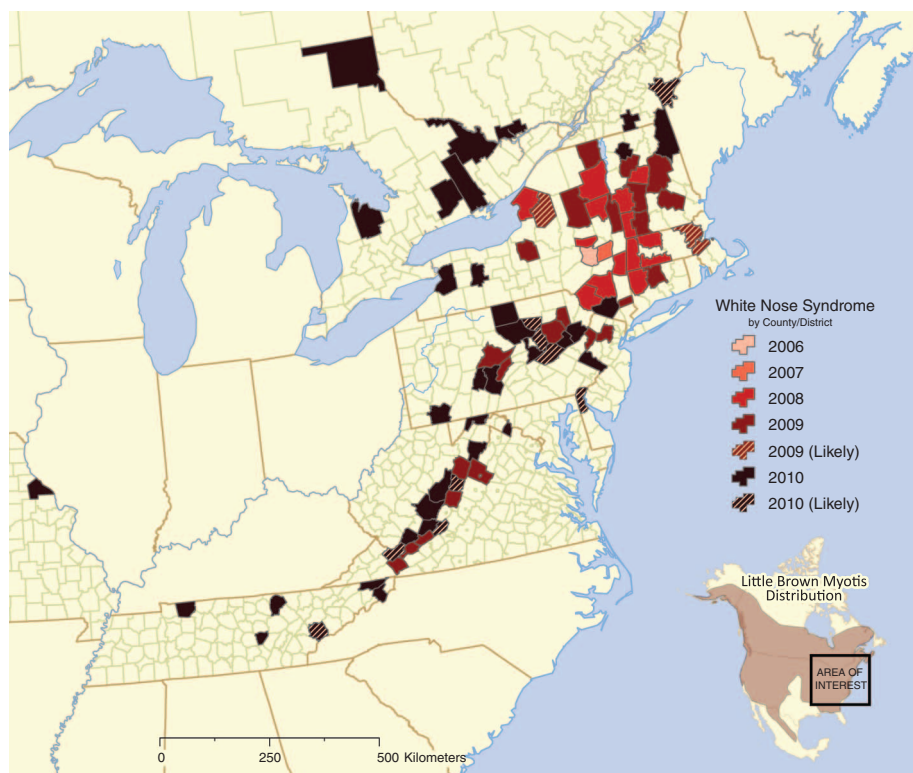 White Nose Syndrome
by County/District
2006
2007
2008
2009
2009 (Likely)
2010
2010 (Likely)
Little Brown Myotis
Distribution
AREA OF
INTEREST
0 250 500 Kilometers